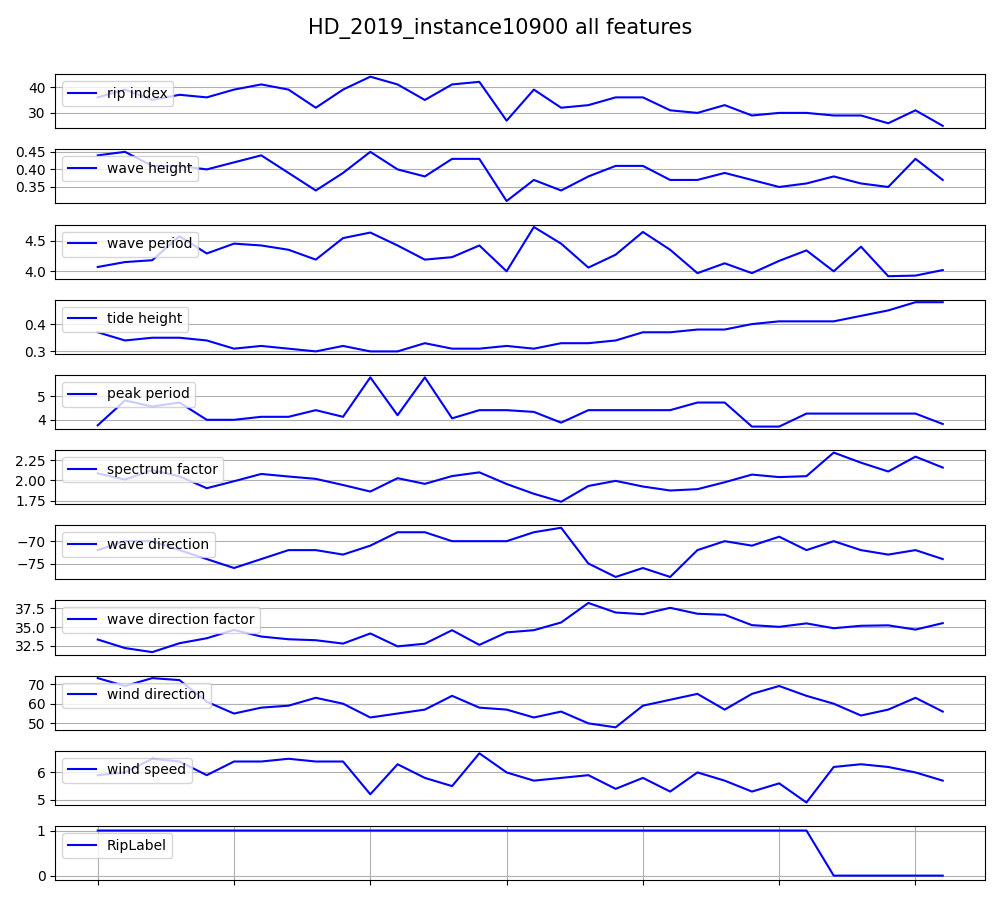 HD_2019_instance10900 all features
40
30
rip index
0.45
0.40
0.35
wave height
4.5
4.0
wave period
0.4
0.3
tide height
5
4
peak period
2.25
2.00
1.75
spectrum factor
−70
−75
wave direction
37.5
35.0
32.5
wave direction factor
70
60
50
wind direction
6
5
wind speed
1
0
RipLabel